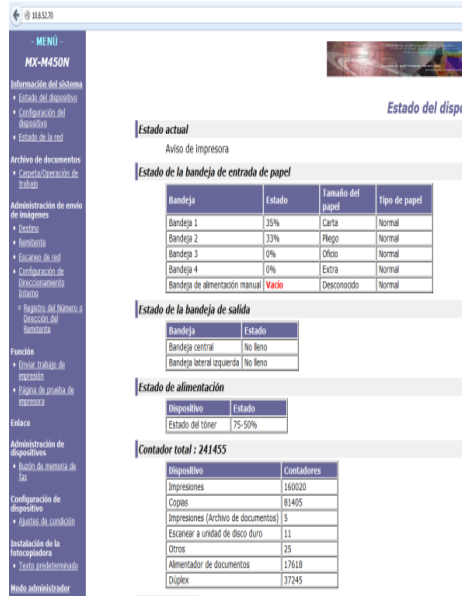 10.8.52.70
- MENÚ -
MX-M450N
Información del sistema
Estado del dispositivo
Configuración del
dispositivo
Estado de la red
Archivo de documentos
Carpeta/Operación de
trabajo
Administración de envío
de imágenes
Destino
Remitente
Escaneo de red
Configuración de
Direccionamiento
Interno
Registro del Número o
Dirección del
Remitente
Función
Enviar trabajo de
impresión
Página de prueba de
impresora
Enlace
Administración de
dispositivos
Buzón de memoria de
fax
Configuración de
dispositivo
Ajustes de condición
Instalación de la
fotocopiadora
Texto predeterminado
Modo administrador
Estado del dispo
Estado actual
Aviso de impresora
Estado de la bandeja de entrada de papel
Bandeja Estado Tamaño del papel Tipo de papel
Bandeja 1 35% Carta Normal
Bandeja 2 33% Pliego Normal
Bandeja 3 0% Oficio Normal
Bandeja 4 0% Extra Normal
Bandeja de alimentación manual Vacío Desconocido Normal
Estado de la bandeja de salida
Bandeja Estado
Bandeja central No lleno
Bandeja lateral izquierda No lleno
Estado de alimentación
Dispositivo Estado
Estado del tóner 75-50%
Contador total : 241455
Dispositivo Contadores
Impresiones 160020
Copias 81405
Impresiones (Archivo de documentos) 5
Escanear a unidad de disco duro 11
Otros 25
Alimentador de documentos 17618
Dúplex 37245